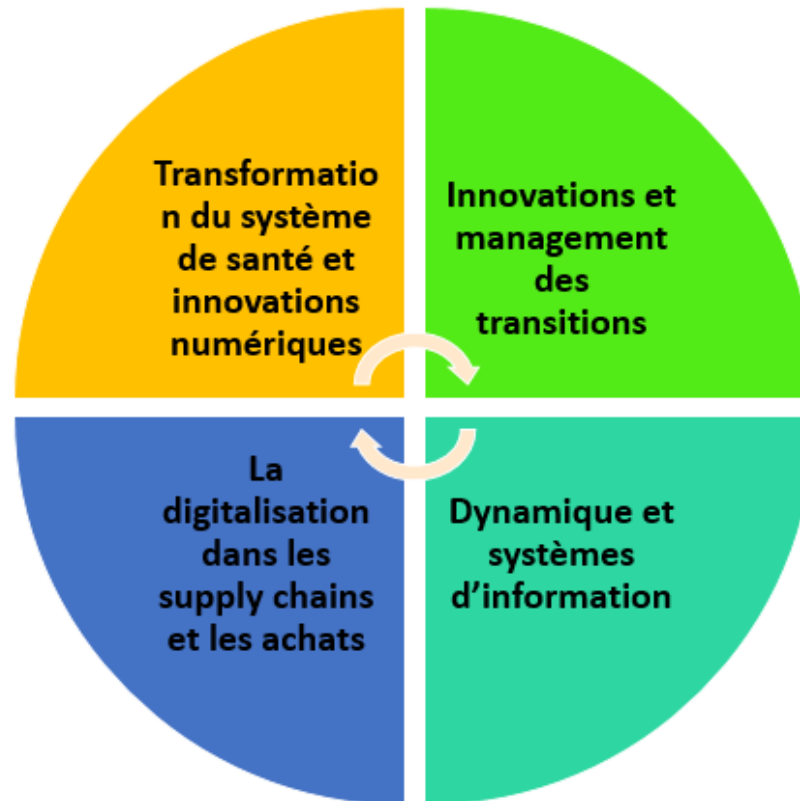 Transformatio
n du système
de santé et
innovations
numériques
Innovations et
management
des
transitions
La
digitalisation
dans les
supply chains
et les achats
Dynamique et
systèmes
d'information